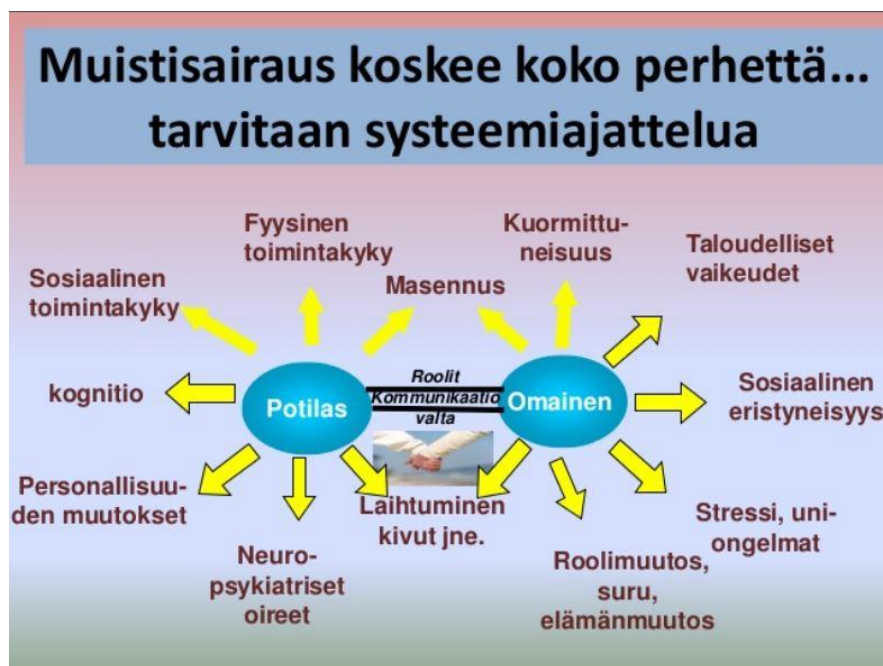 Muistisairaus koskee koko perhettä...
tarvitaan systeemiajattelua
Fyysinen
toimintakyky
Kuormittu-
neisuus
Taloudelliset
vaikeudet
Sosiaalinen
toimintakyky
Masennus
kognitio
Potilas
Roolit
Kommunikaatio
valta
Omainen
Sosiaalinen
eristyneisyys
Personallisuu-
den muutokset
Laihtuminen
kivut jne.
Stressi, uni-
ongelmat
Neuro-
psykiatriset
oireet
Roolimuutos,
suru,
elämänmuutos